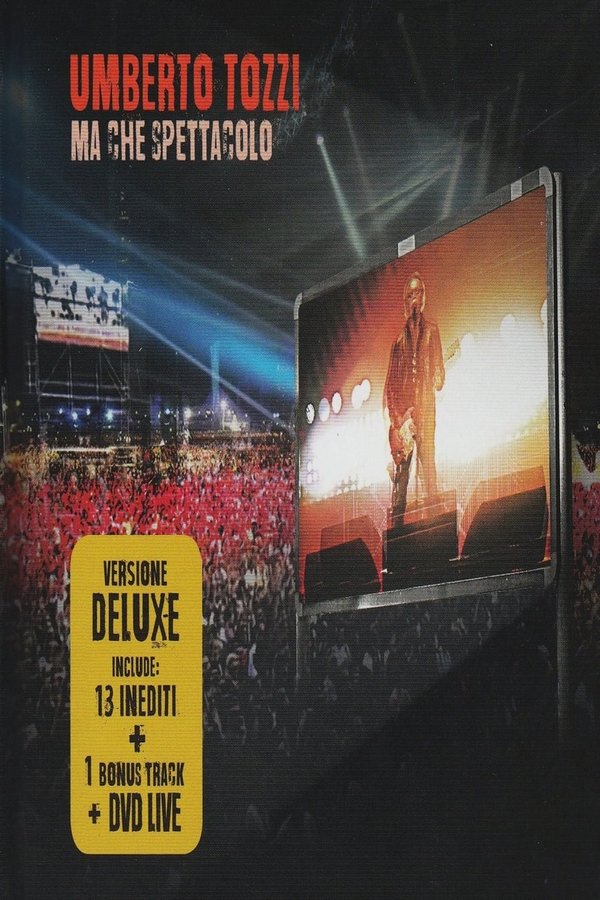 UMBERTO TOZZI
MA CHE SPETTACOLO
VERSIONE
DELUXE
INCLUDE:
13 INEDITI
+
1 BONUS TRACK
+ DVD LIVE